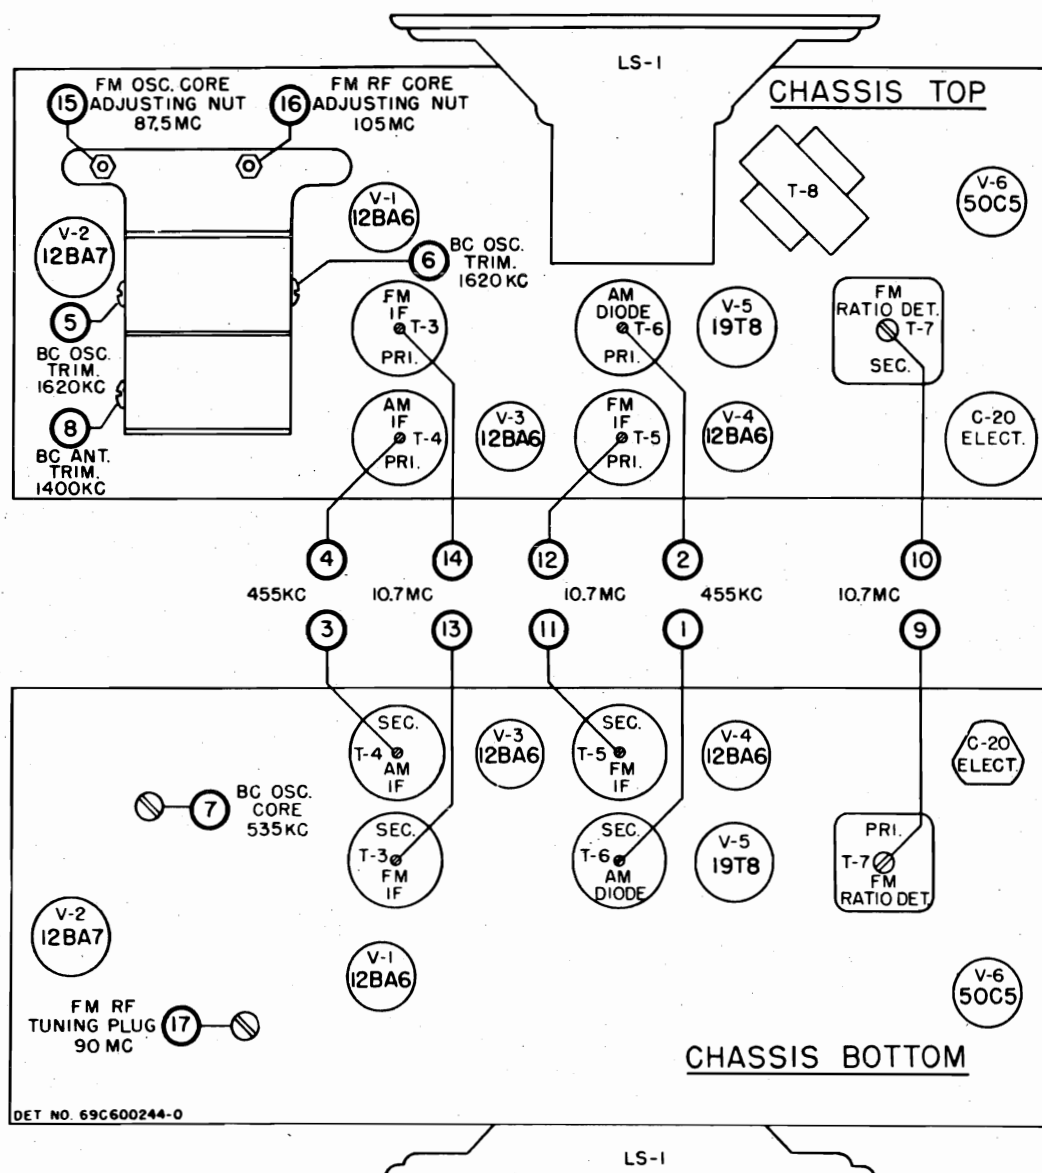 LS-1
CHASSIS TOP
15
FM OSC. CORE
ADJUSTING NUT
87.5 MC
16
FM RF CORE
ADJUSTING NUT
105 MC
V-1
12BA6
V-2
12BA7
6
BC OSC.
TRIM.
1620 KC
5
BC OSC.
TRIM.
1620KC
8
BC ANT.
TRIM.
1400KC
T-8
V-6
50C5
FM
IF
T-3
PRI.
AM
DIODE
T-6
PRI.
V-5
19T8
FM
RATIO DET.
T-7
SEC.
AM
IF
T-4
PRI.
V-3
12BA6
FM
IF
T-5
PRI.
V-4
12BA6
C-20
ELECT.
4
14
12
2
10
455KC
10.7MC
10.7MC
455KC
10.7MC
3
13
11
1
9
SEC.
T-4
AM
IF
V-3
12BA6
SEC.
T-5
FM
IF
V-4
12BA6
C-20
ELECT.
7
BC OSC.
CORE
535KC
SEC.
T-3
FM
IF
SEC.
T-6
AM
DIODE
V-5
19T8
PRI.
T-7
FM
RATIO DET.
V-2
12BA7
V-1
12BA6
V-6
50C5
FM RF
TUNING PLUG
90 MC
17
CHASSIS BOTTOM
DET NO. 69C600244-0
LS-1